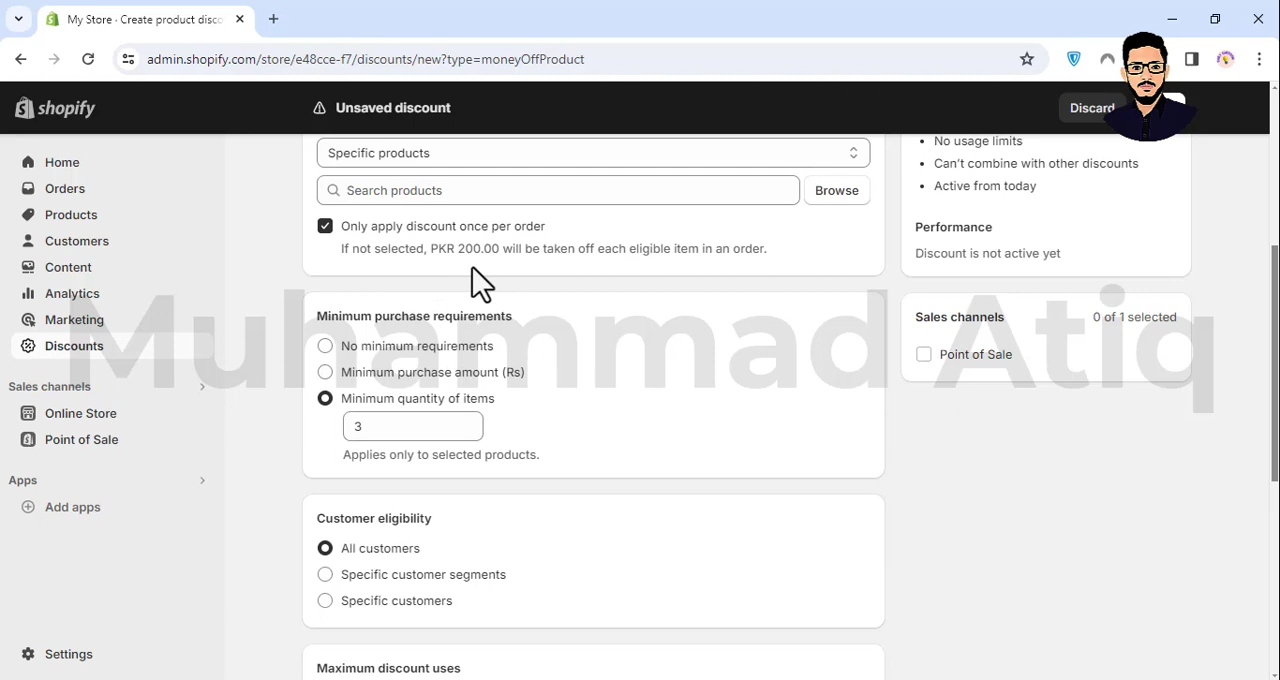 My Store · Create product disco
admin.shopify.com/store/e48cce-f7/discounts/new?type=moneyOffProduct
shopify
Unsaved discount
Discard
Home
Orders
Products
Customers
Content
Analytics
Marketing
Discounts
Sales channels
Online Store
Point of Sale
Apps
Add apps
Settings
Specific products
Search products
Browse
Only apply discount once per order
If not selected, PKR 200.00 will be taken off each eligible item in an order.
Minimum purchase requirements
No minimum requirements
Minimum purchase amount (Rs)
Minimum quantity of items
3
Applies only to selected products.
Customer eligibility
All customers
Specific customer segments
Specific customers
Maximum discount uses
No usage limits
Can't combine with other discounts
Active from today
Performance
Discount is not active yet
Sales channels
0 of 1 selected
Point of Sale
Muhammad Atiq